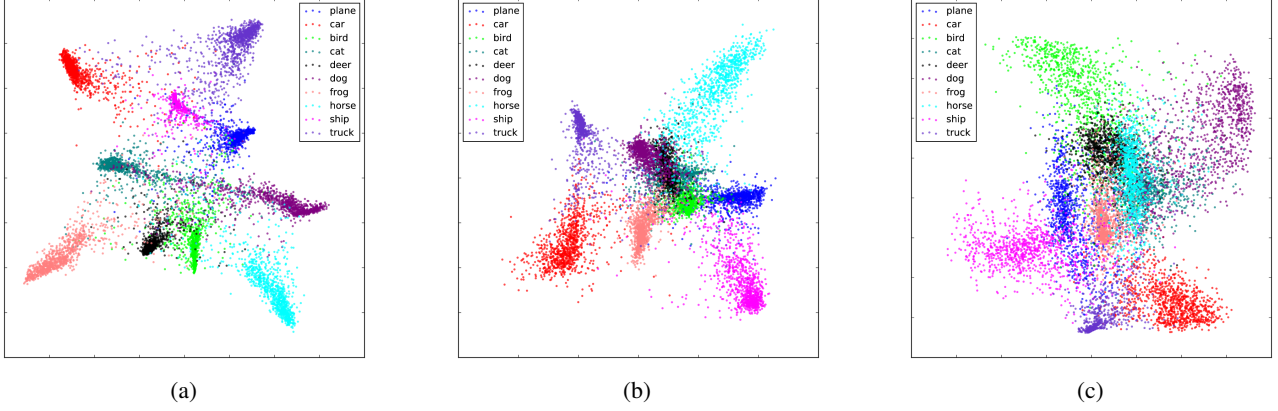 plane
car
bird
cat
deer
dog
frog
horse
ship
truck
(a)
plane
car
bird
cat
deer
dog
frog
horse
ship
truck
(b)
plane
car
bird
cat
deer
dog
frog
horse
ship
truck
(c)